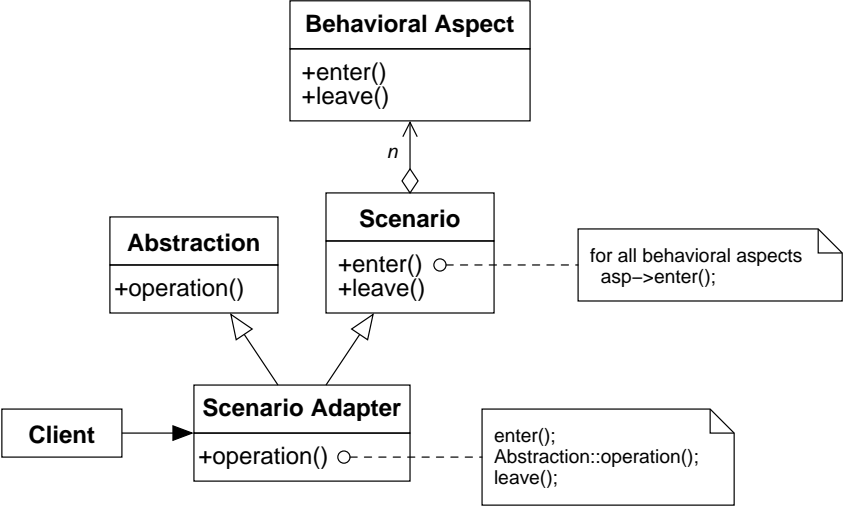 Behavioral Aspect
+enter()
+leave()
n
Scenario
+enter()
+leave()
for all behavioral aspects
asp−>enter();
Abstraction
+operation()
Scenario Adapter
+operation()
Client
enter();
Abstraction::operation();
leave();